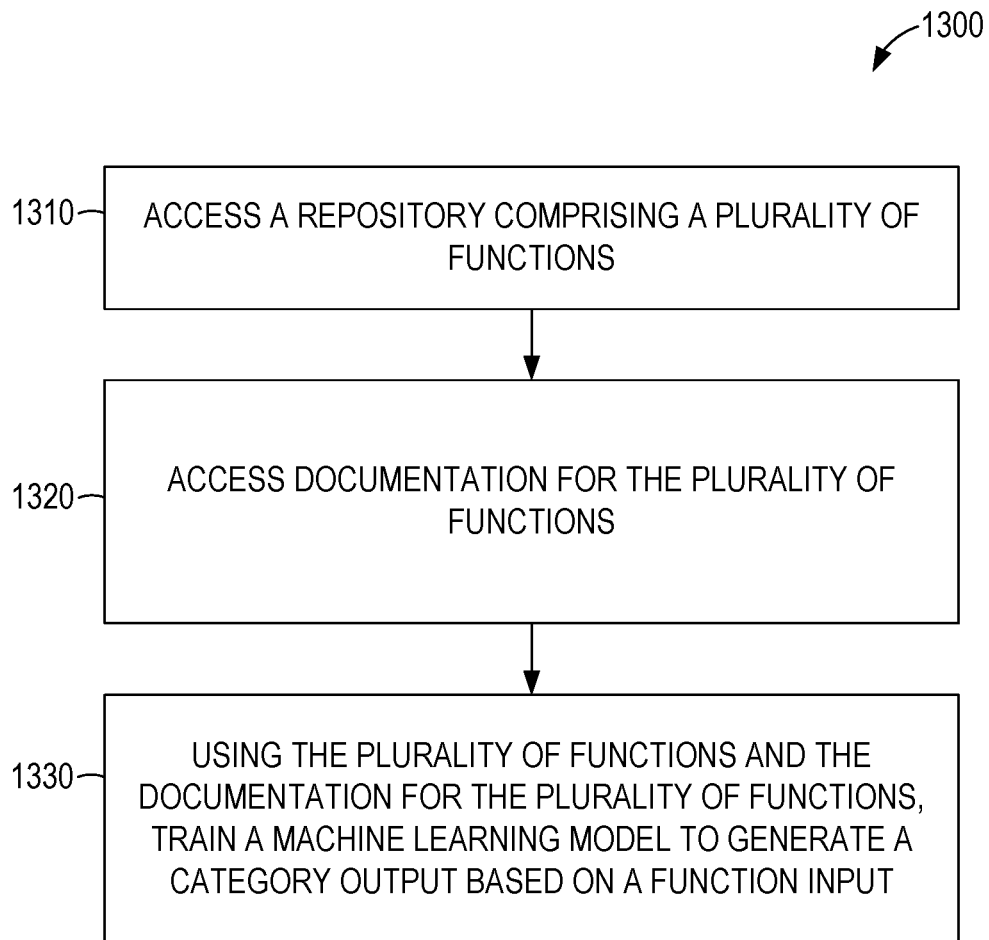 1300
1310
ACCESS A REPOSITORY COMPRISING A PLURALITY OF
FUNCTIONS
1320
ACCESS DOCUMENTATION FOR THE PLURALITY OF
FUNCTIONS
1330
USING THE PLURALITY OF FUNCTIONS AND THE
DOCUMENTATION FOR THE PLURALITY OF FUNCTIONS,
TRAIN A MACHINE LEARNING MODEL TO GENERATE A
CATEGORY OUTPUT BASED ON A FUNCTION INPUT